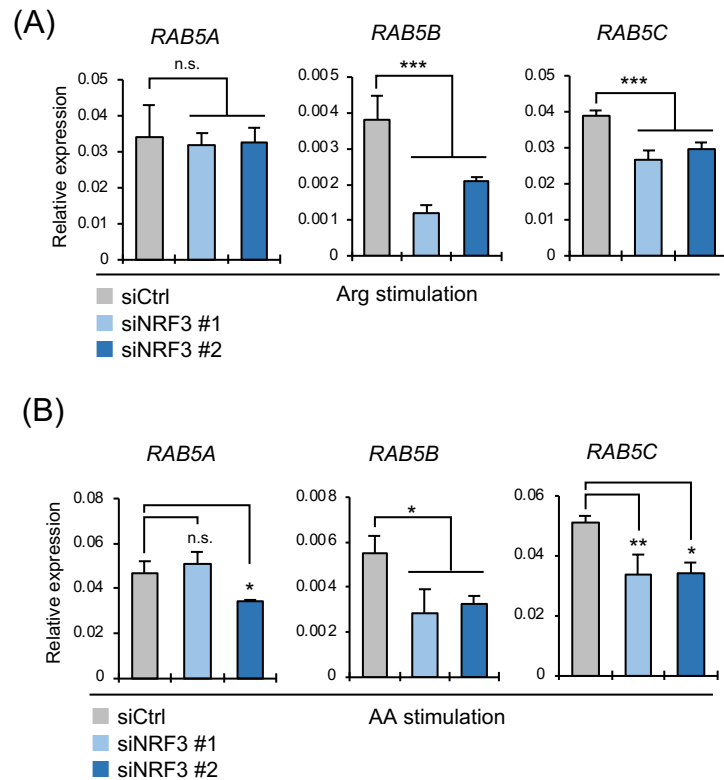 (A)
RAB5A
RAB5B
RAB5C
n.s.
***
***
Relative expression
0.05
0.04
0.03
0.02
0.01
0
0.005
0.004
0.003
0.002
0.001
0
0.05
0.04
0.03
0.02
0.01
0
siCtrl
siNRF3 #1
siNRF3 #2
Arg stimulation
(B)
RAB5A
RAB5B
RAB5C
Relative expression
0.08
0.06
0.04
0.02
0
n.s.
*
0.008
0.006
0.004
0.002
0
*
0.06
0.04
0.02
0
**
*
siCtrl
siNRF3 #1
siNRF3 #2
AA stimulation